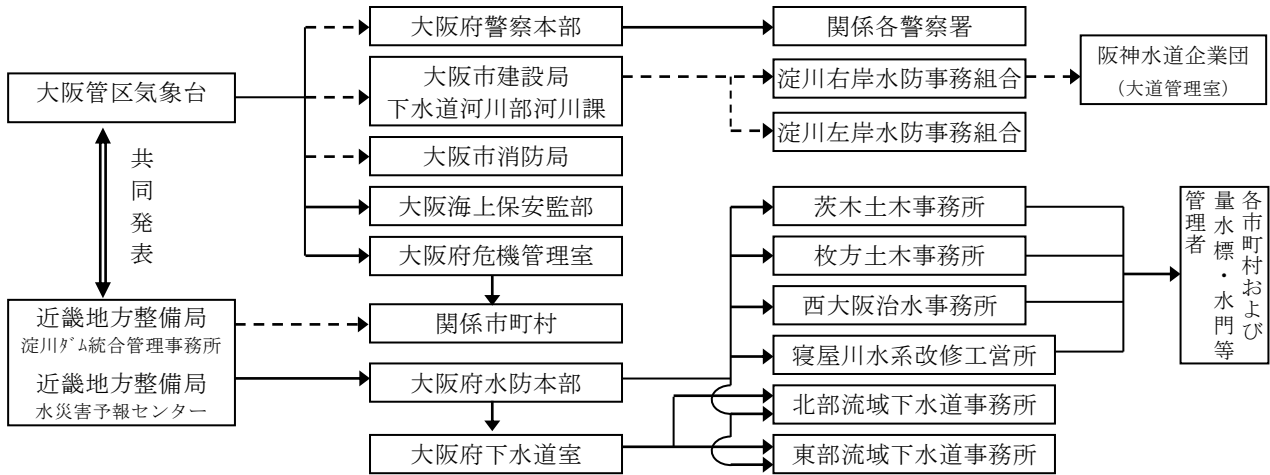 大阪管区気象台
共同発表
近畿地方整備局
淀川ﾀﾞﾑ統合管理事務所
近畿地方整備局
水災害予報センター
大阪府警察本部
大阪市建設局
下水道河川部河川課
大阪市消防局
大阪海上保安監部
大阪府危機管理室
関係市町村
大阪府水防本部
大阪府下水道室
関係各警察署
淀川右岸水防事務組合
淀川左岸水防事務組合
茨木土木事務所
枚方土木事務所
西大阪治水事務所
寝屋川水系改修工営所
北部流域下水道事務所
東部流域下水道事務所
阪神水道企業団
（大道管理室）
各市町村および
量水標・水門等
管理者